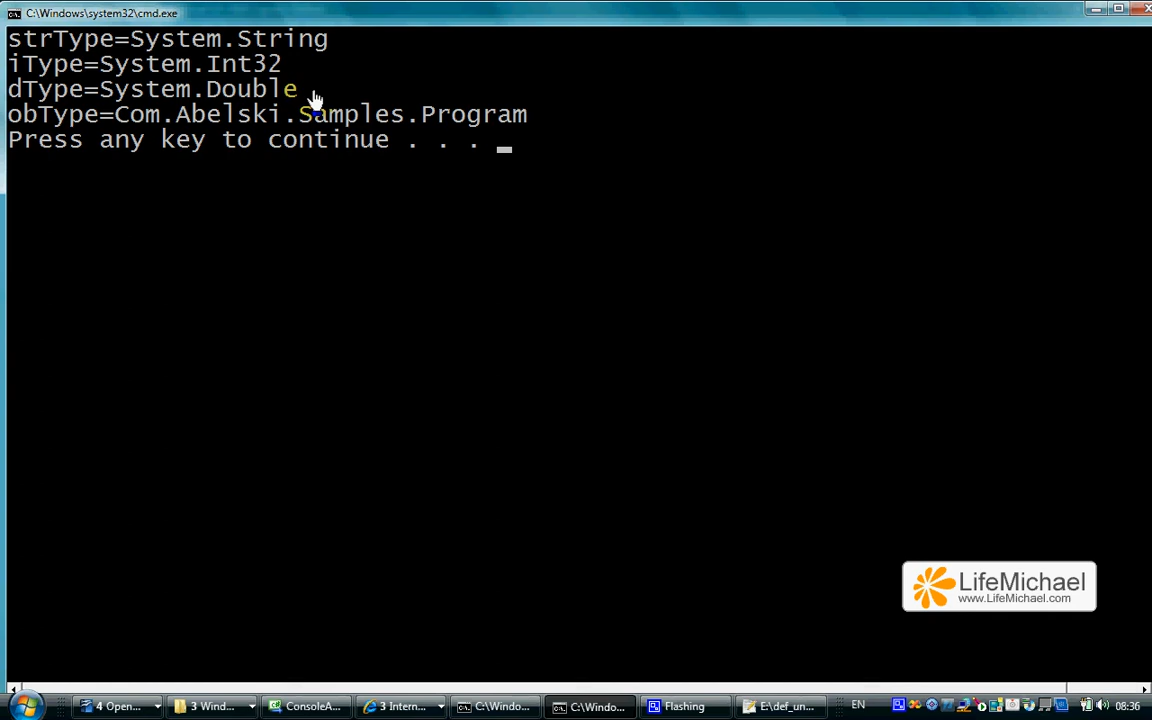 C:\Windows\system32\cmd.exe
strType=System.String
iType=System.Int32
dType=System.Double
obType=Com.Abelski.Samples.Program
Press any key to continue . . . _
LifeMichael
www.LifeMichael.com
4 Open... 3 Wind... ConsoleA... 3 Intern... C:\Windo... C:\Windo... Flashing E:\def_un... EN 08:36